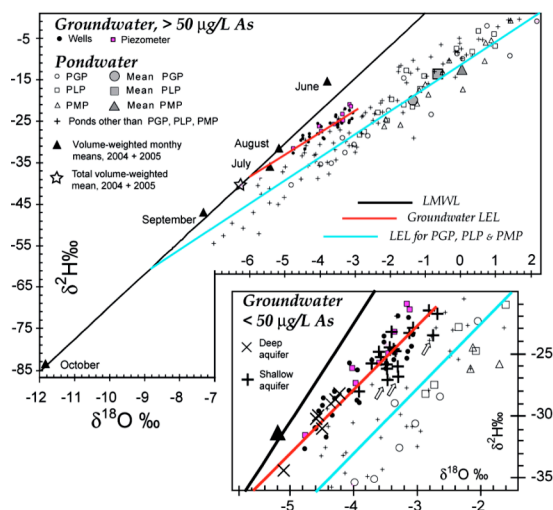 Groundwater, > 50 µg/L As
Wells Piezometer
Pondwater
PGP Mean PGP
PLP Mean PLP
PMP Mean PMP
Ponds other than PGP, PLP, PMP
Volume-weighted monthy
means, 2004 + 2005
Total volume-weighted
mean, 2004 + 2005
June
August
July
September
October
LMWL
Groundwater LEL
LEL for PGP, PLP & PMP
-5
-15
-25
-35
-45
-55
-65
-75
-85
δ²H‰
-12 -11 -10 -9 -8 -7
-6 -5 -4 -3 -2 -1 0 1 2
δ¹⁸O ‰
Groundwater
< 50 µg/L As
Deep
aquifer
Shallow
aquifer
-25
-30
-35
δ²H‰
δ¹⁸O ‰
-5 -4 -3 -2